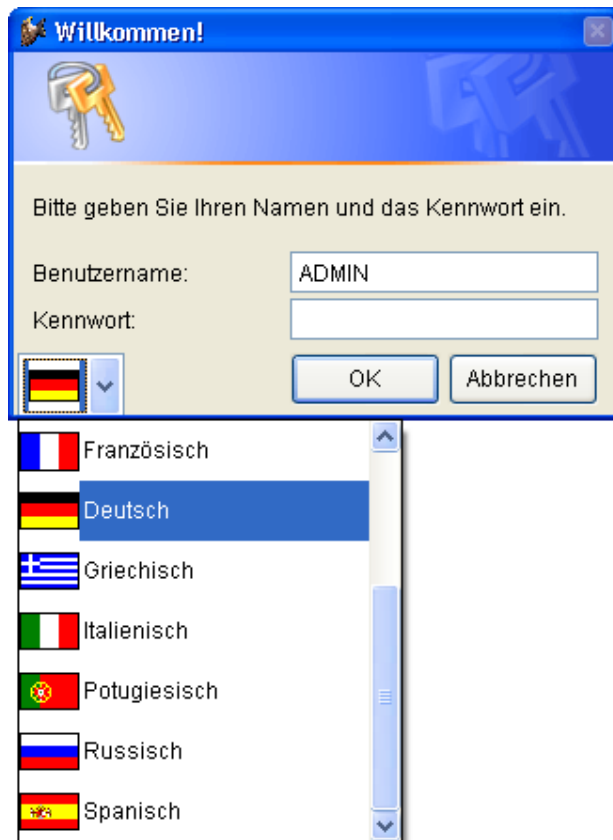 Willkommen!
Bitte geben Sie Ihren Namen und das Kennwort ein.
Benutzername:
ADMIN
Kennwort:
OK
Abbrechen
Französisch
Deutsch
Griechisch
Italienisch
Potugiesisch
Russisch
Spanisch